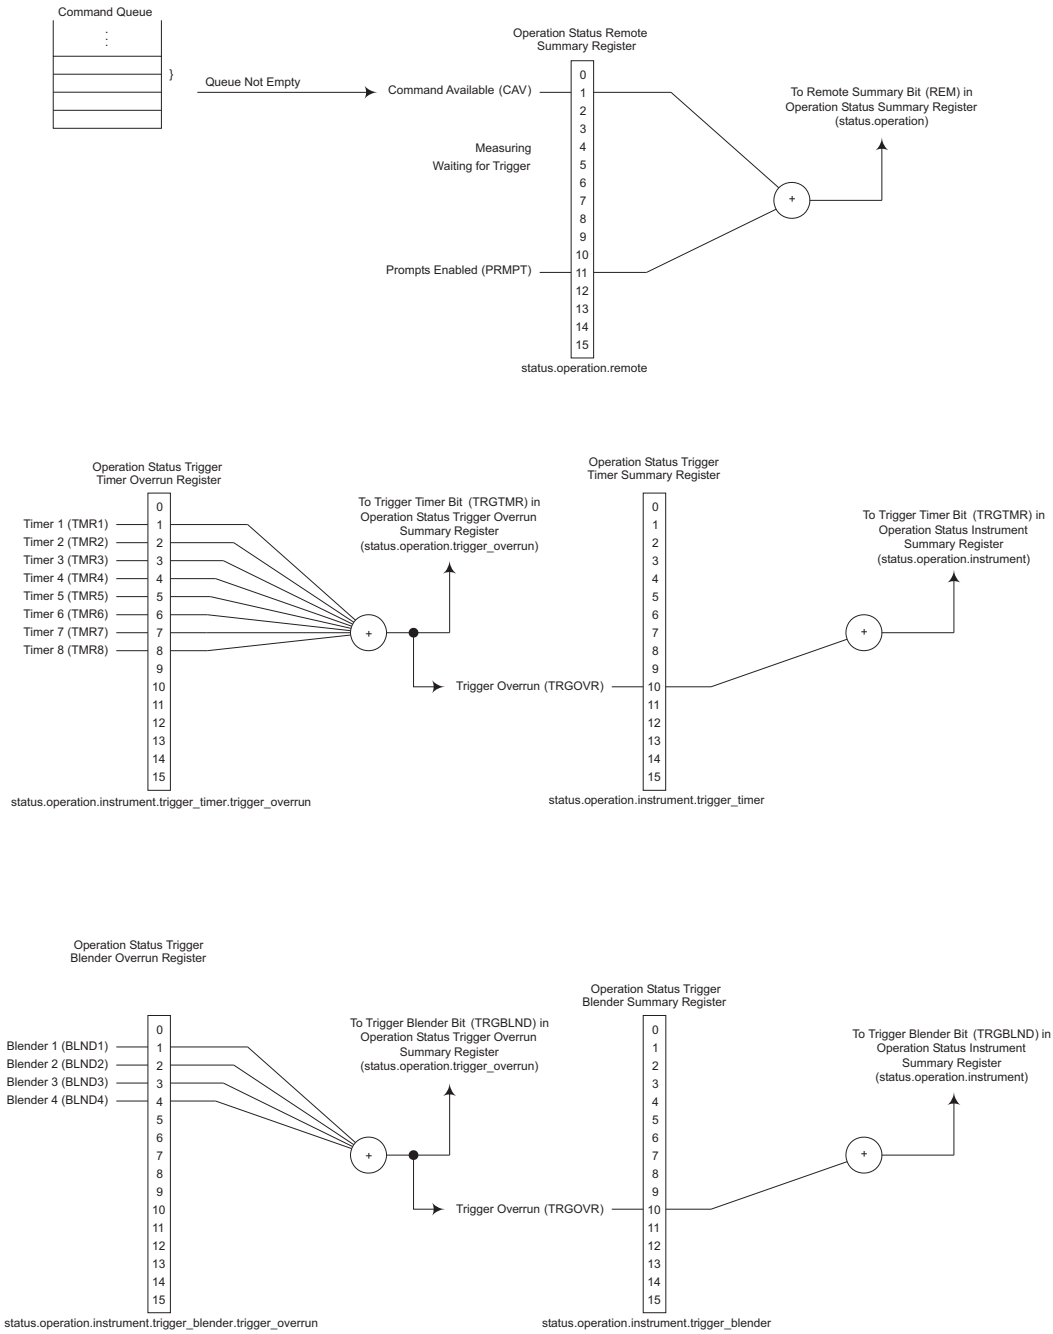 Command Queue
}
Queue Not Empty
Operation Status Remote
Summary Register
Command Available (CAV)
Measuring
Waiting for Trigger
Prompts Enabled (PRMPT)
0
1
2
3
4
5
6
7
8
9
10
11
12
13
14
15
status.operation.remote
+
To Remote Summary Bit (REM) in
Operation Status Summary Register
(status.operation)
Operation Status Trigger
Timer Overrun Register
Timer 1 (TMR1)
Timer 2 (TMR2)
Timer 3 (TMR3)
Timer 4 (TMR4)
Timer 5 (TMR5)
Timer 6 (TMR6)
Timer 7 (TMR7)
Timer 8 (TMR8)
0
1
2
3
4
5
6
7
8
9
10
11
12
13
14
15
status.operation.instrument.trigger_timer.trigger_overrun
+
To Trigger Timer Bit (TRGTMR) in
Operation Status Trigger Overrun
Summary Register
(status.operation.trigger_overrun)
Trigger Overrun (TRGOVR)
Operation Status Trigger
Timer Summary Register
0
1
2
3
4
5
6
7
8
9
10
11
12
13
14
15
status.operation.instrument.trigger_timer
+
To Trigger Timer Bit (TRGTMR) in
Operation Status Instrument
Summary Register
(status.operation.instrument)
Operation Status Trigger
Blender Overrun Register
Blender 1 (BLND1)
Blender 2 (BLND2)
Blender 3 (BLND3)
Blender 4 (BLND4)
0
1
2
3
4
5
6
7
8
9
10
11
12
13
14
15
status.operation.instrument.trigger_blender.trigger_overrun
+
To Trigger Blender Bit (TRGBLND) in
Operation Status Trigger Overrun
Summary Register
(status.operation.trigger_overrun)
Trigger Overrun (TRGOVR)
Operation Status Trigger
Blender Summary Register
0
1
2
3
4
5
6
7
8
9
10
11
12
13
14
15
status.operation.instrument.trigger_blender
+
To Trigger Blender Bit (TRGBLND) in
Operation Status Instrument
Summary Register
(status.operation.instrument)